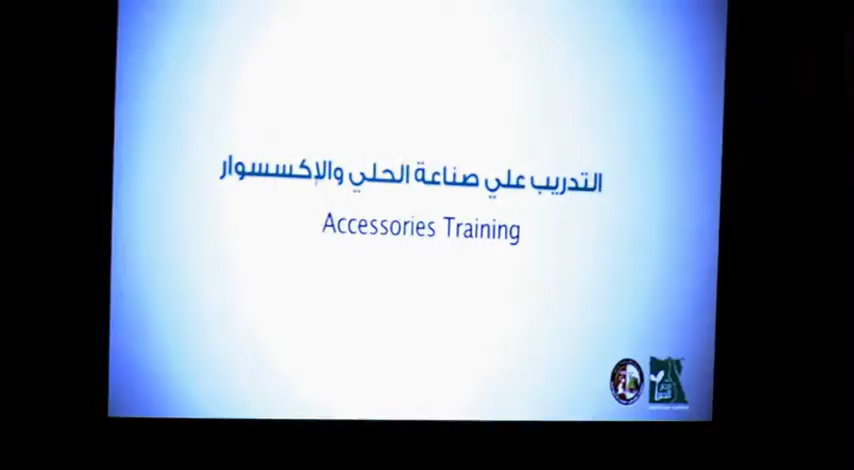 التدريب علي صناعة الحلي والإكسسوار
Accessories Training